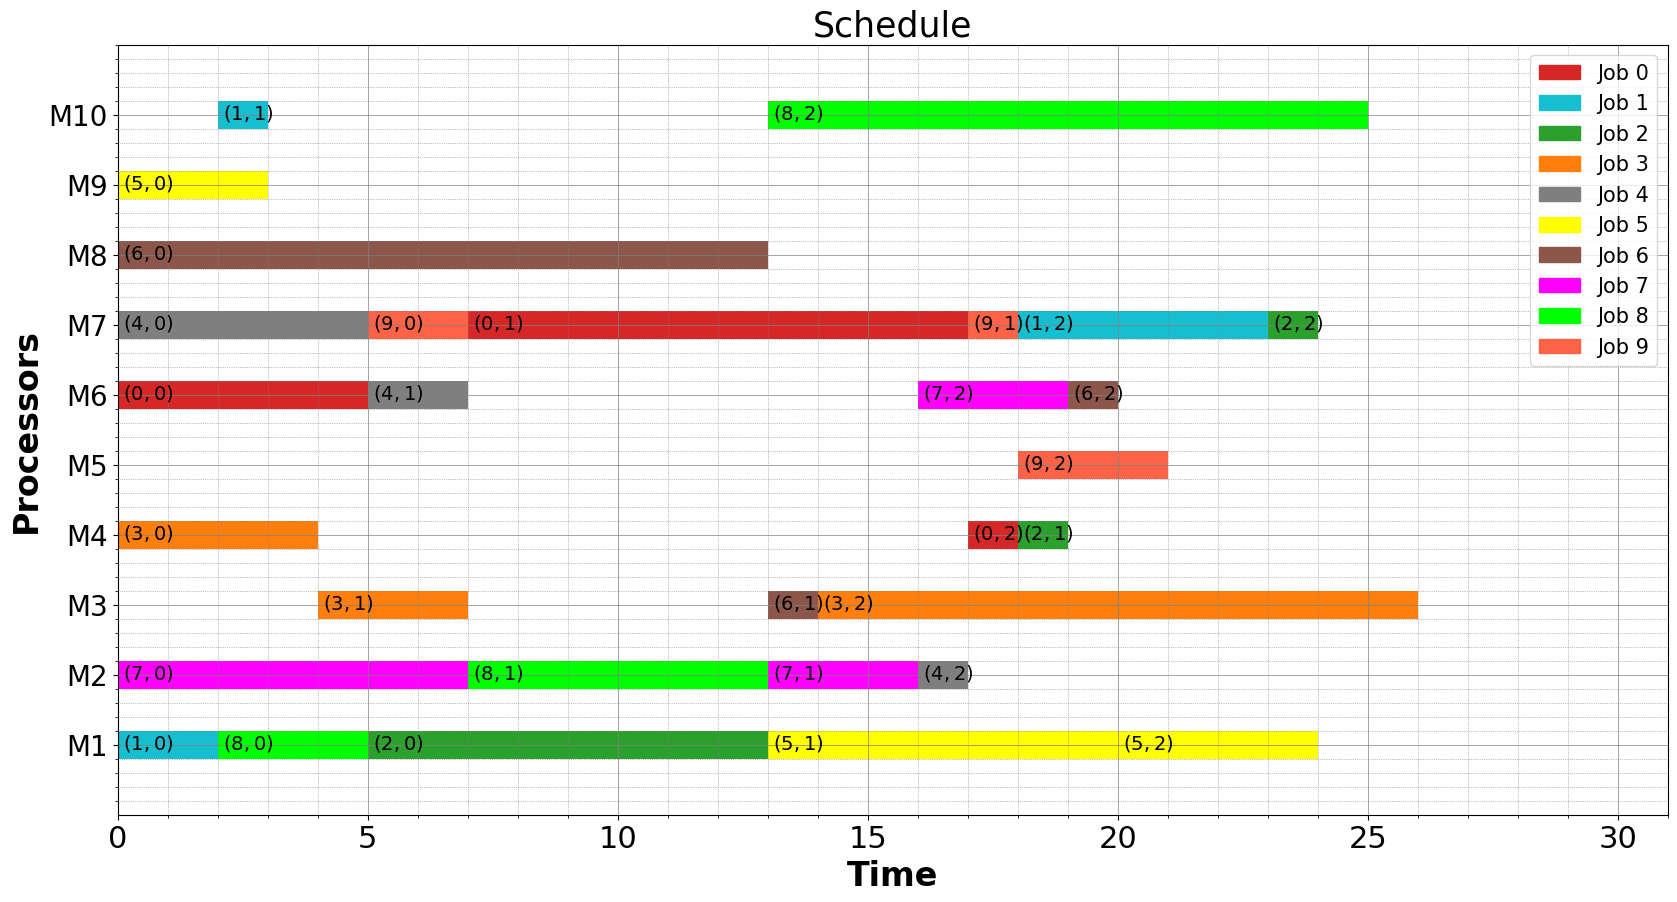 Schedule
M10 (1, 1) (8, 2)
M9 (5, 0)
M8 (6, 0)
M7 (4, 0) (9, 0) (0, 1) (9, 1) (1, 2) (2, 2)
M6 (0, 0) (4, 1) (7, 2) (6, 2)
M5 (9, 2)
M4 (3, 0) (0, 2) (2, 1)
M3 (3, 1) (6, 1) (3, 2)
M2 (7, 0) (8, 1) (7, 1) (4, 2)
M1 (1, 0) (8, 0) (2, 0) (5, 1) (5, 2)
0 5 10 15 20 25 30
Time
Processors
Job 0
Job 1
Job 2
Job 3
Job 4
Job 5
Job 6
Job 7
Job 8
Job 9